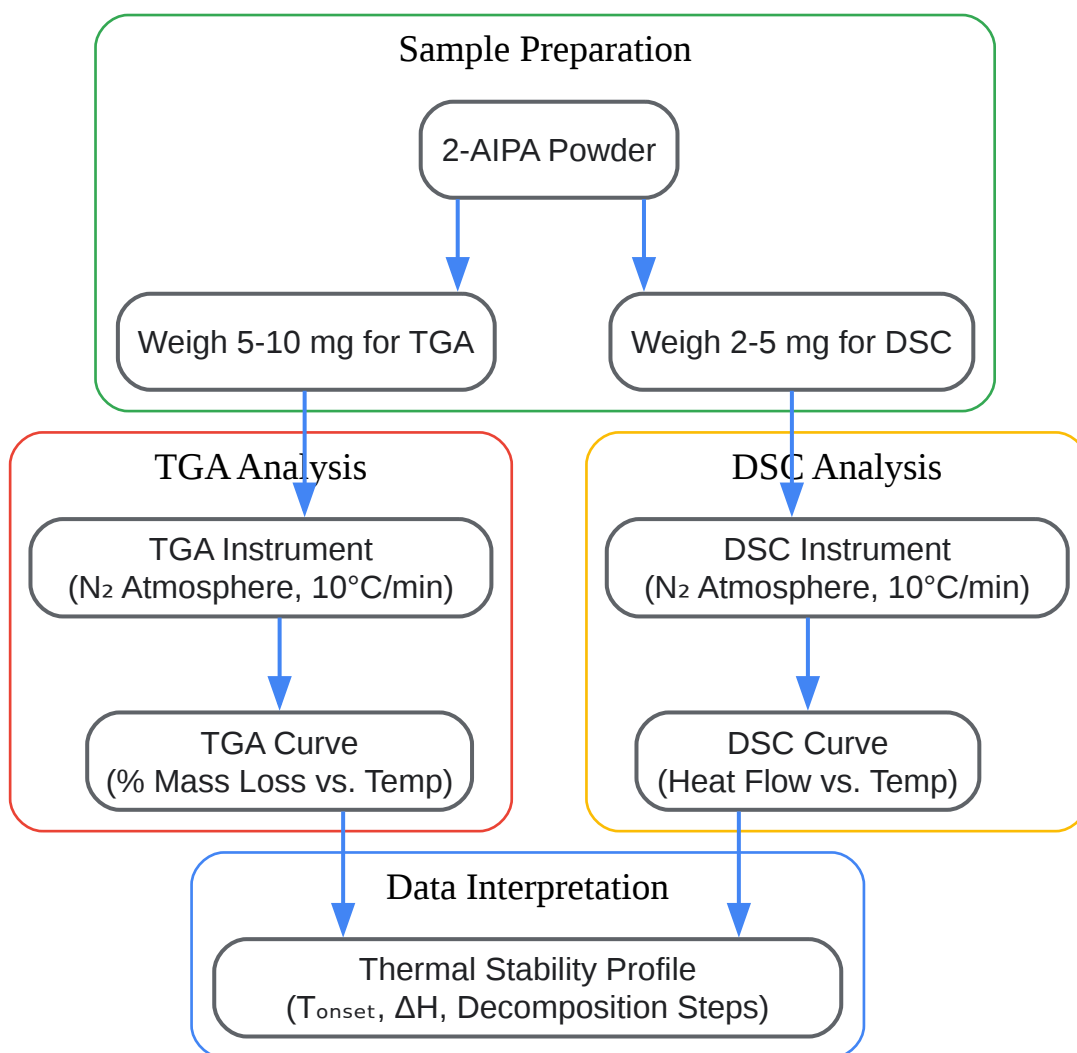 Sample Preparation
2-AIPA Powder
Weigh 5-10 mg for TGA
Weigh 2-5 mg for DSC
TGA Analysis
DSC Analysis
TGA Instrument
(N₂ Atmosphere, 10°C/min)
DSC Instrument
(N₂ Atmosphere, 10°C/min)
TGA Curve
(% Mass Loss vs. Temp)
DSC Curve
(Heat Flow vs. Temp)
Data Interpretation
Thermal Stability Profile
(Tₒₙₛₑₜ, ΔH, Decomposition Steps)